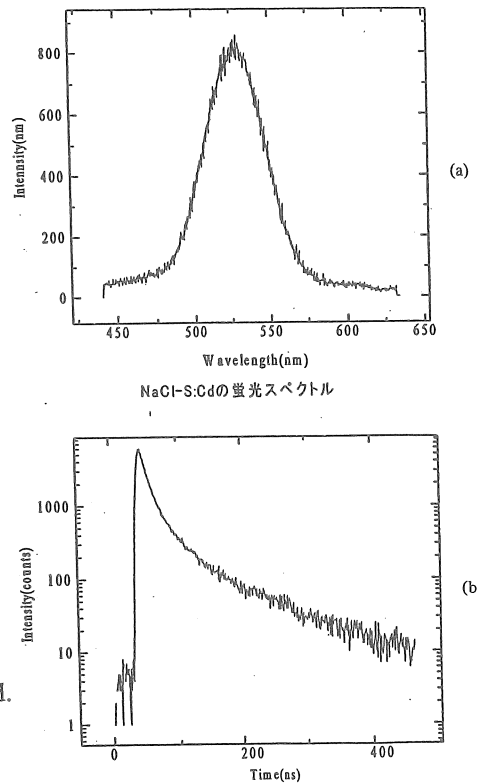 800
600
400
200
0
Intennsity(nm)
(a)
450 500 550 600 650
Wavelength(nm)
NaCl-S:Cdの蛍光スペクトル
1000
100
10
1
Intensity(counts)
(b
0 200 400
Time(ns)